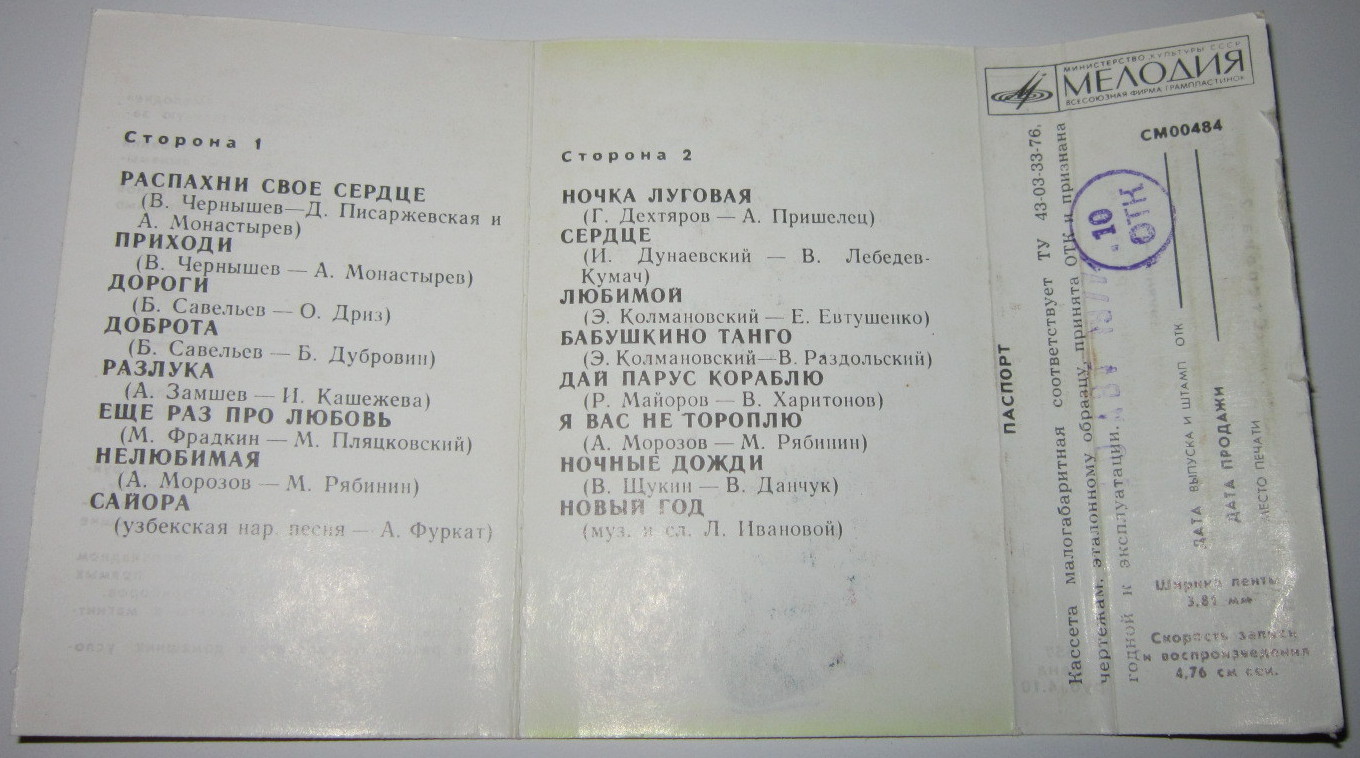 Сторона 1
РАСПАХНИ СВОЕ СЕРДЦЕ
(В. Чернышев—Д. Писаржевская и
А. Монастырев)
ПРИХОДИ
(В. Чернышев — А. Монастырев)
ДОРОГИ
(Б. Савельев — О. Дриз)
ДОБРОТА
(Б. Савельев — Б. Дубровин)
РАЗЛУКА
(А. Замшев — И. Кашежева)
ЕЩЕ РАЗ ПРО ЛЮБОВЬ
(М. Фрадкин — М. Пляцковский)
НЕЛЮБИМАЯ
(А. Морозов — М. Рябинин)
САЙОРА
(узбекская нар. песня — А. Фуркат)
Сторона 2
НОЧКА ЛУГОВАЯ
(Г. Дехтяров — А. Пришелец)
СЕРДЦЕ
(И. Дунаевский — В. Лебедев-
Кумач)
ЛЮБИМОЙ
(Э. Колмановский — Е. Евтушенко)
БАБУШКИНО ТАНГО
(Э. Колмановский—В. Раздольский)
ДАЙ ПАРУС КОРАБЛЮ
(Р. Майоров — В. Харитонов)
Я ВАС НЕ ТОРОПЛЮ
(А. Морозов — М. Рябинин)
НОЧНЫЕ ДОЖДИ
(В. Щукин — В. Данчук)
НОВЫЙ ГОД
(муз. и сл. Л. Ивановой)
МИНИСТЕРСТВО КУЛЬТУРЫ СССР
МЕЛОДИЯ
ВСЕСОЮЗНАЯ ФИРМА ГРАМПЛАСТИНОК
СМ00484
ПАСПОРТ
Кассета малогабаритная соответствует ТУ 43-03-33-76,
чертежам, эталонному образцу, принята ОТК и признана
годной к эксплуатации.
10
ОТК
ДАТА ВЫПУСКА И ШТАМП ОТК
ДАТА ПРОДАЖИ
МЕСТО ПЕЧАТИ
Ширина ленты
3,81 мм
Скорость записи
и воспроизведения
4,76 см сек.